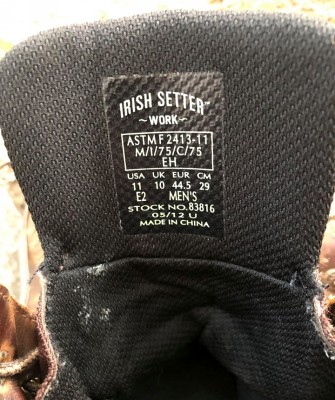 IRISH SETTER
~WORK~
ASTM F 2413-11
M/I/75/C/75
EH
USA UK EUR CM
11 10 44.5 29
E2 MEN'S
STOCK NO. 83816
05/12 U
MADE IN CHINA